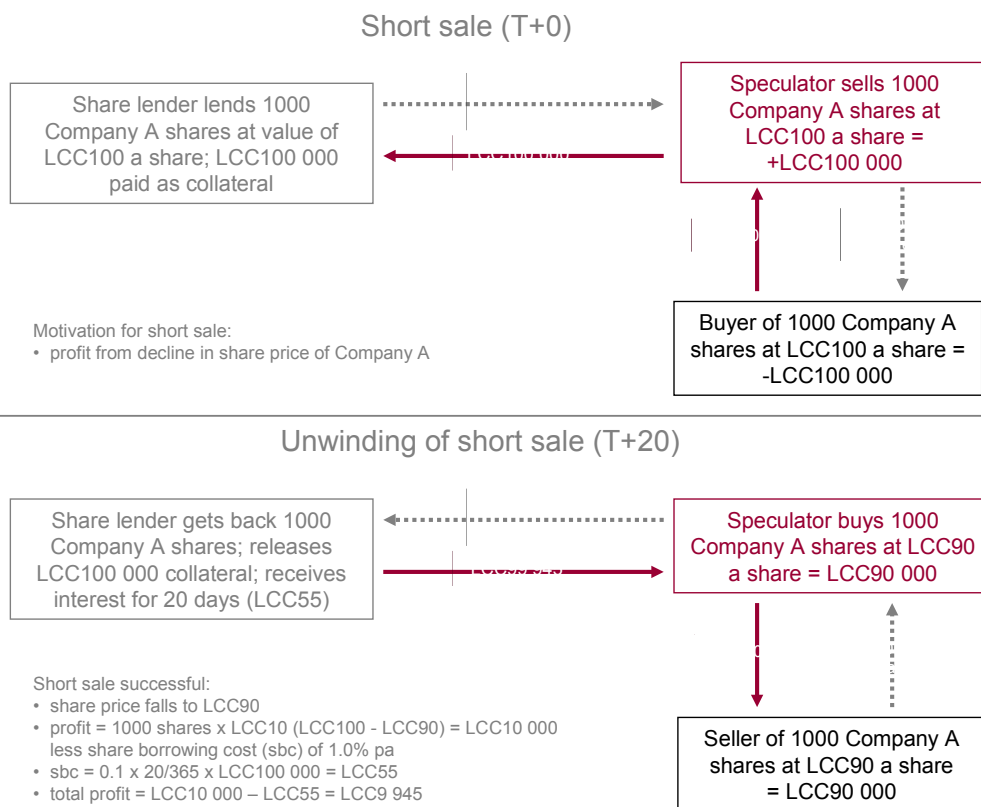 Short sale (T+0)
Share lender lends 1000
Company A shares at value of
LCC100 a share; LCC100 000
paid as collateral
LCC100 000
Speculator sells 1000
Company A shares at
LCC100 a share =
+LCC100 000
Motivation for short sale:
• profit from decline in share price of Company A
Buyer of 1000 Company A
shares at LCC100 a share =
-LCC100 000
Unwinding of short sale (T+20)
Share lender gets back 1000
Company A shares; releases
LCC100 000 collateral; receives
interest for 20 days (LCC55)
LCC99 945
Speculator buys 1000
Company A shares at LCC90
a share = LCC90 000
Short sale successful:
• share price falls to LCC90
• profit = 1000 shares x LCC10 (LCC100 - LCC90) = LCC10 000
less share borrowing cost (sbc) of 1.0% pa
• sbc = 0.1 x 20/365 x LCC100 000 = LCC55
• total profit = LCC10 000 – LCC55 = LCC9 945
Seller of 1000 Company A
shares at LCC90 a share
= LCC90 000